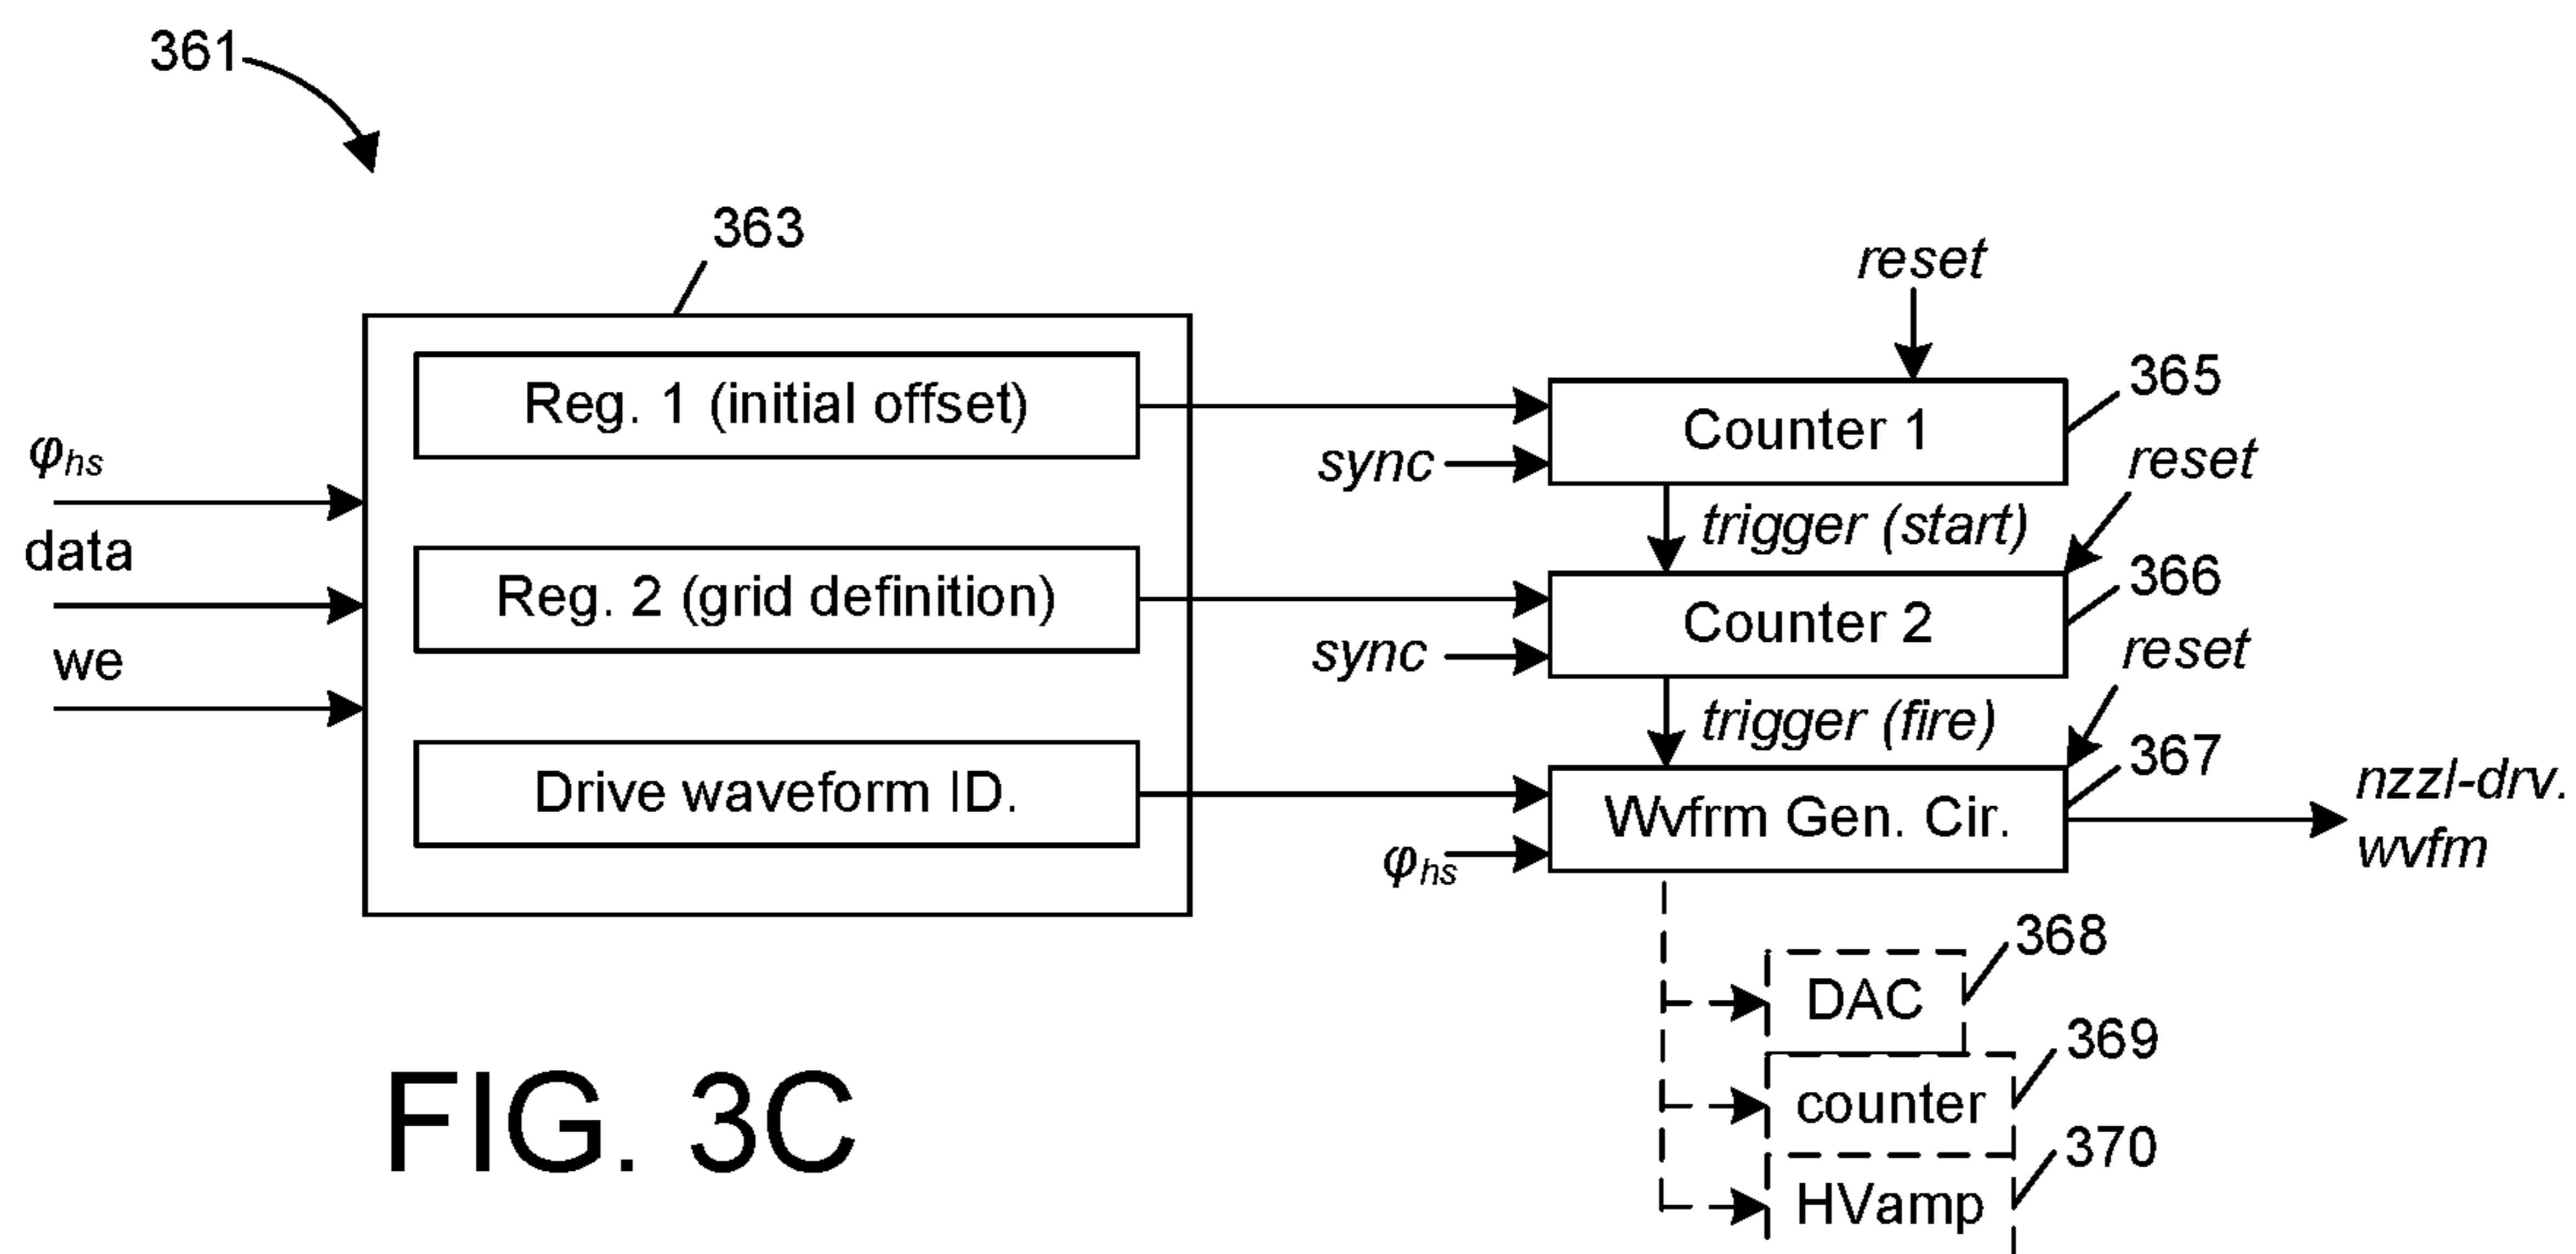 361
363
reset
Reg. 1 (initial offset)
Counter 1
365
φhs
sync
reset
data
trigger (start)
Reg. 2 (grid definition)
Counter 2
366
we
sync
reset
trigger (fire)
Drive waveform ID.
Wvfrm Gen. Cir.
367
nzzl-drv.
wvfm
φhs
368
DAC
369
counter
370
HVamp
FIG. 3C